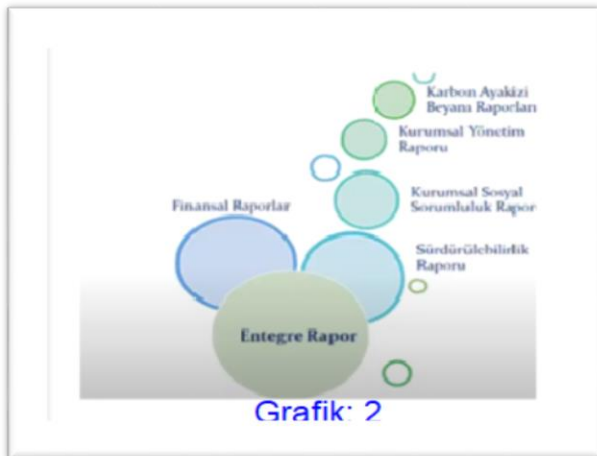 Karbon Ayakizi
Beyanı Raporları
Kurumsal Yönetim
Raporu
Finansal Raporlar
Kurumsal Sosyal
Sorumluluk Rapor
Sürdürülebilirlik
Raporu
Entegre Rapor
Grafik: 2